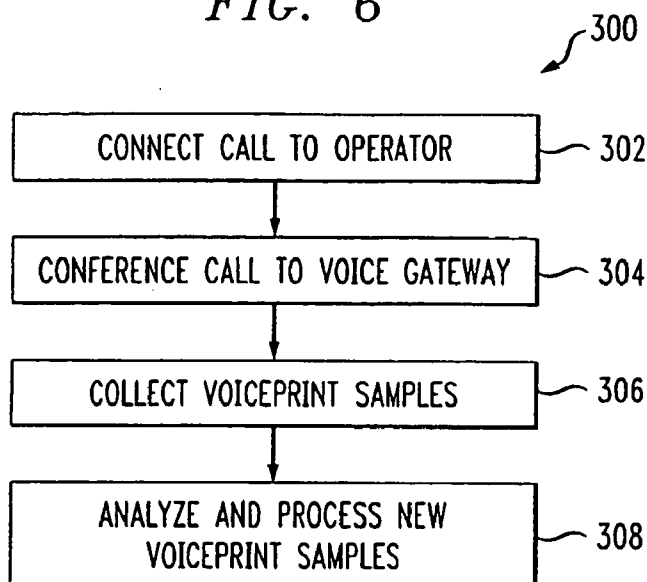 FIG. 6
300
CONNECT CALL TO OPERATOR
302
CONFERENCE CALL TO VOICE GATEWAY
304
COLLECT VOICEPRINT SAMPLES
306
ANALYZE AND PROCESS NEW
VOICEPRINT SAMPLES
308